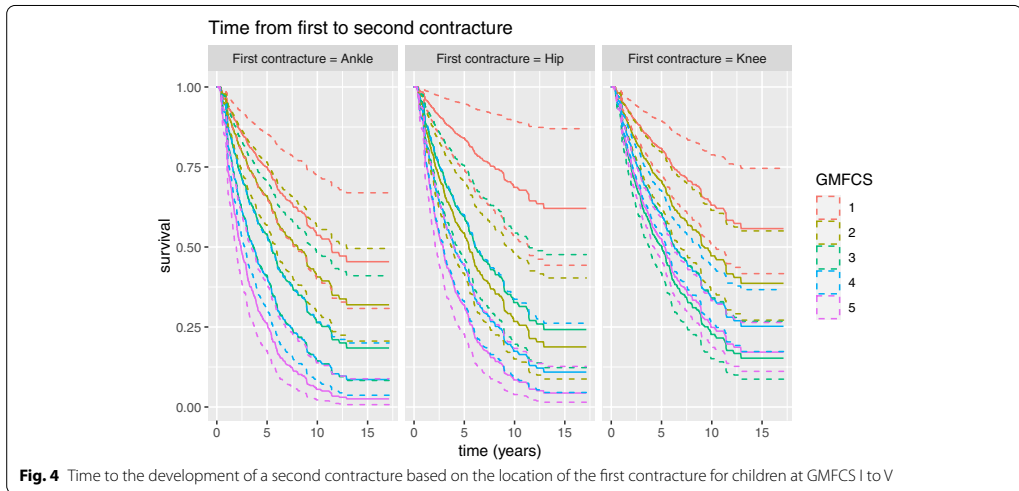 Time from first to second contracture
First contracture = Ankle
First contracture = Hip
First contracture = Knee
1.00
0.75
0.50
0.25
0.00
survival
0 5 10 15
0 5 10 15
0 5 10 15
time (years)
GMFCS
1
2
3
4
5
Fig. 4 Time to the development of a second contracture based on the location of the first contracture for children at GMFCS I to V